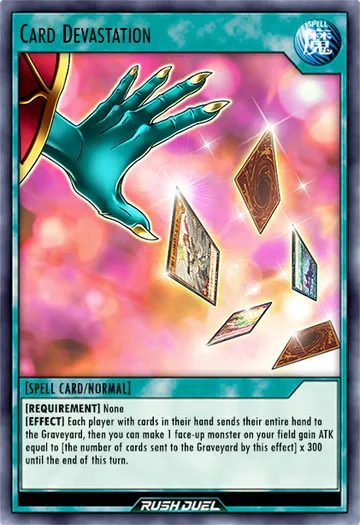 CARD DEVASTATION
SPELL
魔
[SPELL CARD/NORMAL]
[REQUIREMENT] None
[EFFECT] Each player with cards in their hand sends their entire hand to
the Graveyard, then you can make 1 face-up monster on your field gain ATK
equal to [the number of cards sent to the Graveyard by this effect] x 300
until the end of this turn.
RUSH DUEL